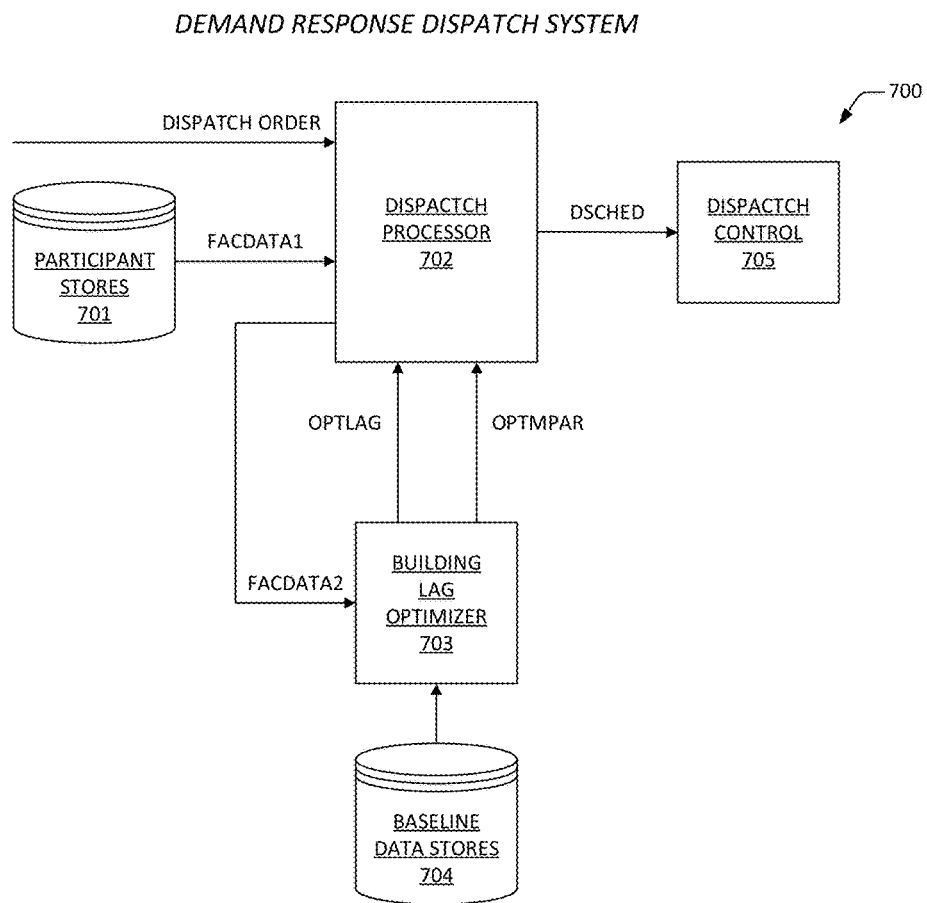 DEMAND RESPONSE DISPATCH SYSTEM
700
DISPATCH ORDER
PARTICIPANT
STORES
701
FACDATA1
DISPACTCH
PROCESSOR
702
DSCHED
DISPACTCH
CONTROL
705
OPTLAG
OPTMPAR
FACDATA2
BUILDING
LAG
OPTIMIZER
703
BASELINE
DATA STORES
704